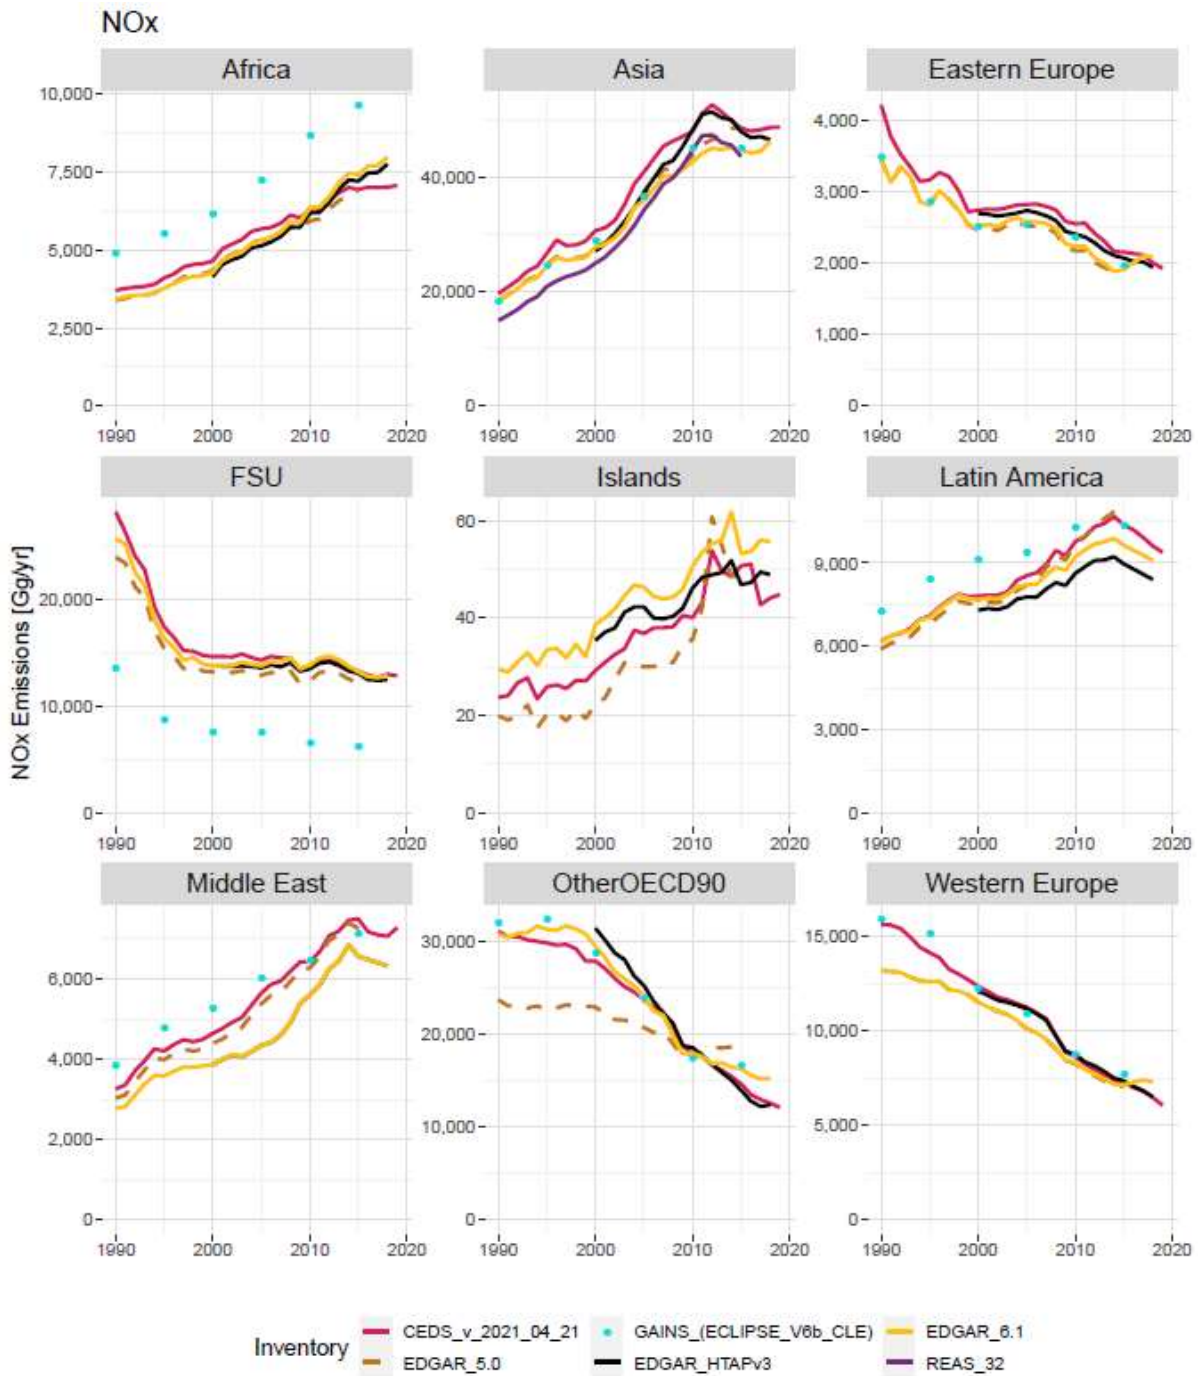 NOx
Africa
Asia
Eastern Europe
10,000
7,500
5,000
2,500
0
40,000
20,000
0
4,000
3,000
2,000
1,000
0
1990 2000 2010 2020
1990 2000 2010 2020
1990 2000 2010 2020
FSU
Islands
Latin America
NOx Emissions [Gg/yr]
20,000
10,000
0
60
40
20
0
9,000
6,000
3,000
0
1990 2000 2010 2020
1990 2000 2010 2020
1990 2000 2010 2020
Middle East
OtherOECD90
Western Europe
6,000
4,000
2,000
0
30,000
20,000
10,000
0
15,000
10,000
5,000
0
1990 2000 2010 2020
1990 2000 2010 2020
1990 2000 2010 2020
Inventory
CEDS_v_2021_04_21
GAINS_(ECLIPSE_V6b_CLE)
EDGAR_6.1
EDGAR_5.0
EDGAR_HTAPv3
REAS_32